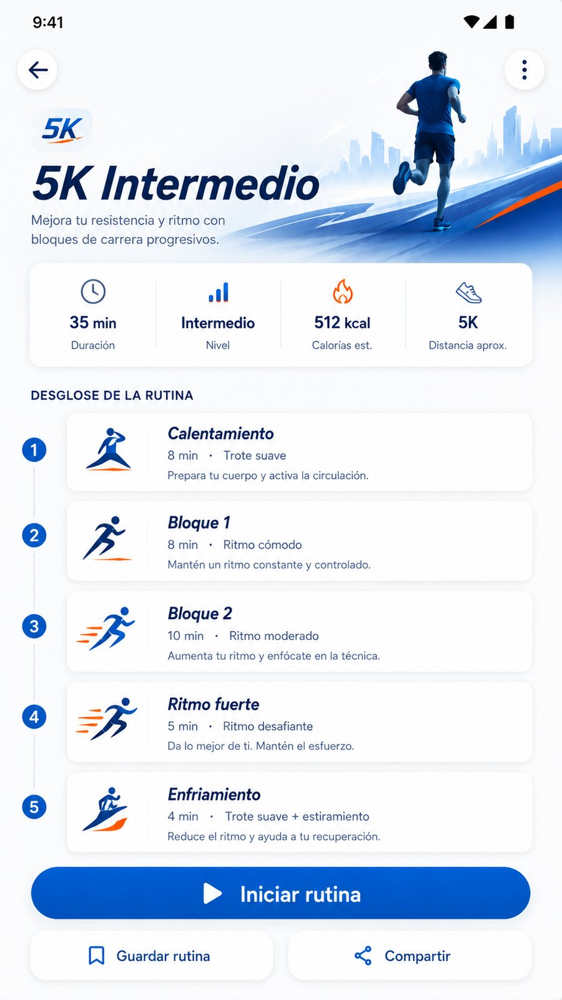 9:41
5K
5K Intermedio
Mejora tu resistencia y ritmo con
bloques de carrera progresivos.
35 min
Duración
Intermedio
Nivel
512 kcal
Calorías est.
5K
Distancia aprox.
DESGLOSE DE LA RUTINA
1
Calentamiento
8 min • Trote suave
Prepara tu cuerpo y activa la circulación.
2
Bloque 1
8 min • Ritmo cómodo
Mantén un ritmo constante y controlado.
3
Bloque 2
10 min • Ritmo moderado
Aumenta tu ritmo y enfócate en la técnica.
4
Ritmo fuerte
5 min • Ritmo desafiante
Da lo mejor de ti. Mantén el esfuerzo.
5
Enfriamiento
4 min • Trote suave + estiramiento
Reduce el ritmo y ayuda a tu recuperación.
Iniciar rutina
Guardar rutina
Compartir